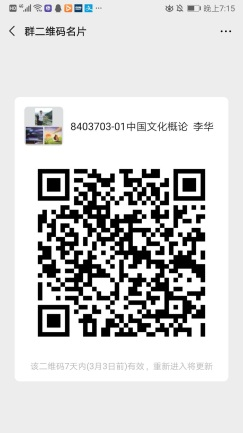 晚上7:15
群二维码名片
8403703-01中国文化概论 李华
该二维码7天内(3月3日前)有效，重新进入将更新